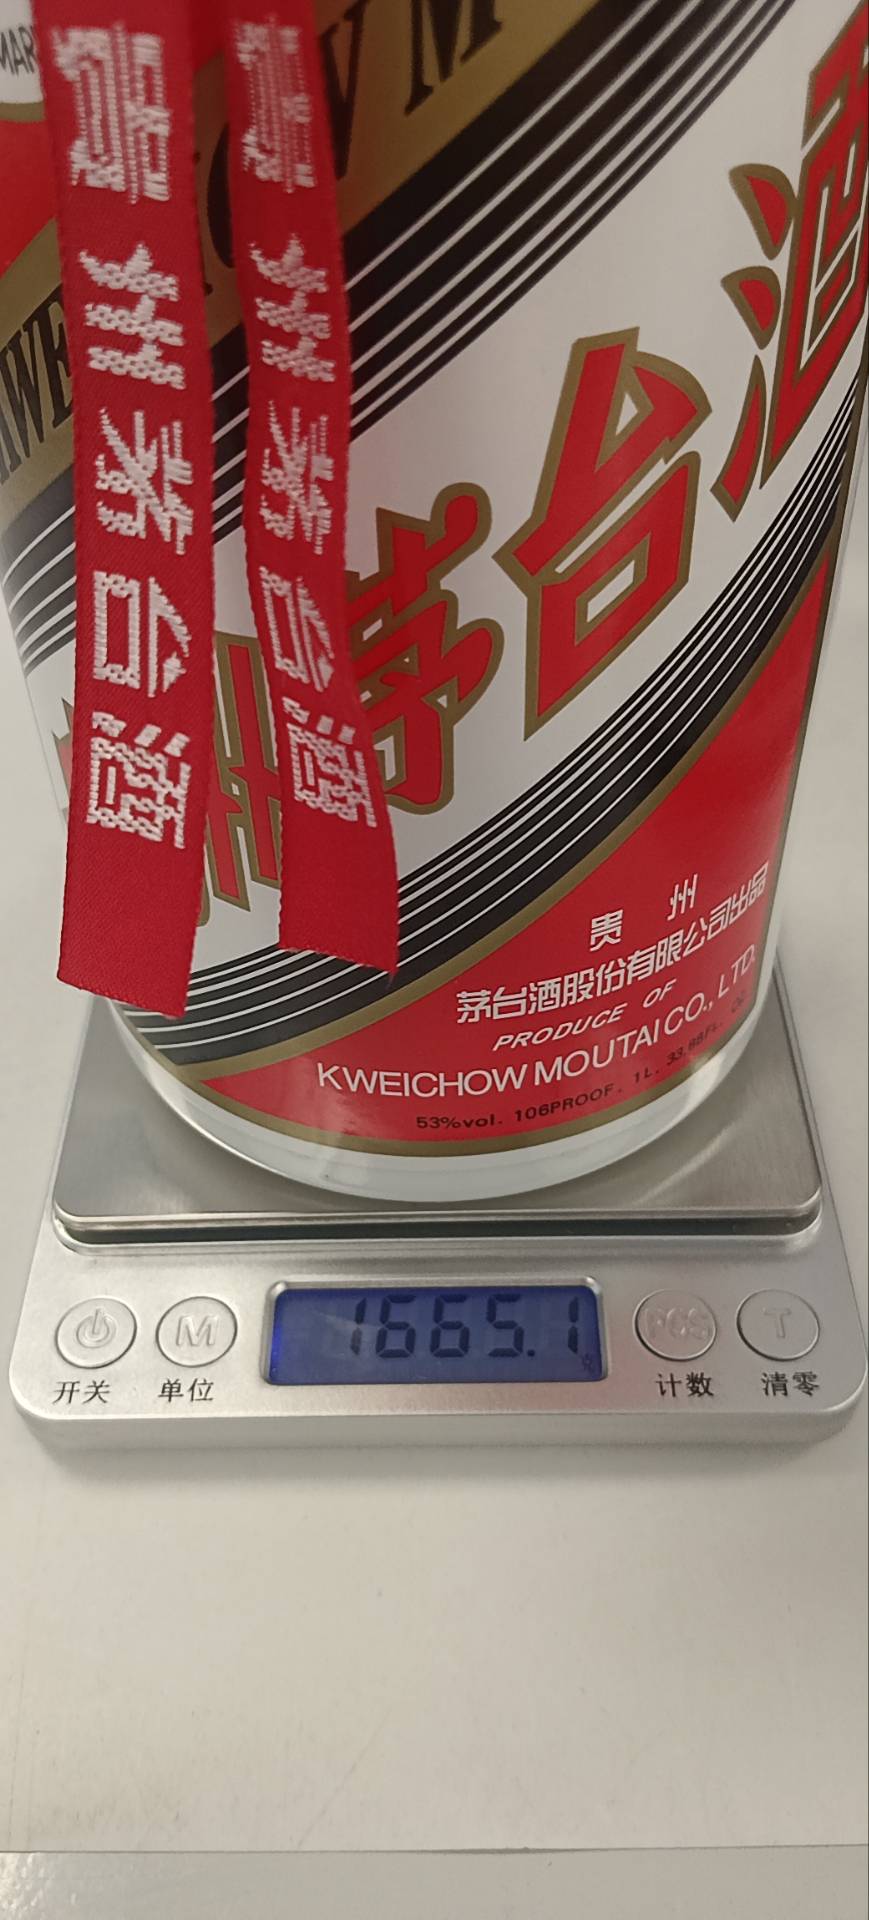 贵州茅台酒
贵州茅台酒
茅台酒
贵州
茅台酒股份有限公司出品
PRODUCE OF
KWEICHOW MOUTAI CO., LTD.
53%vol. 106PROOF. 1L.
1665.1
M
PCS
T
开关
单位
计数
清零